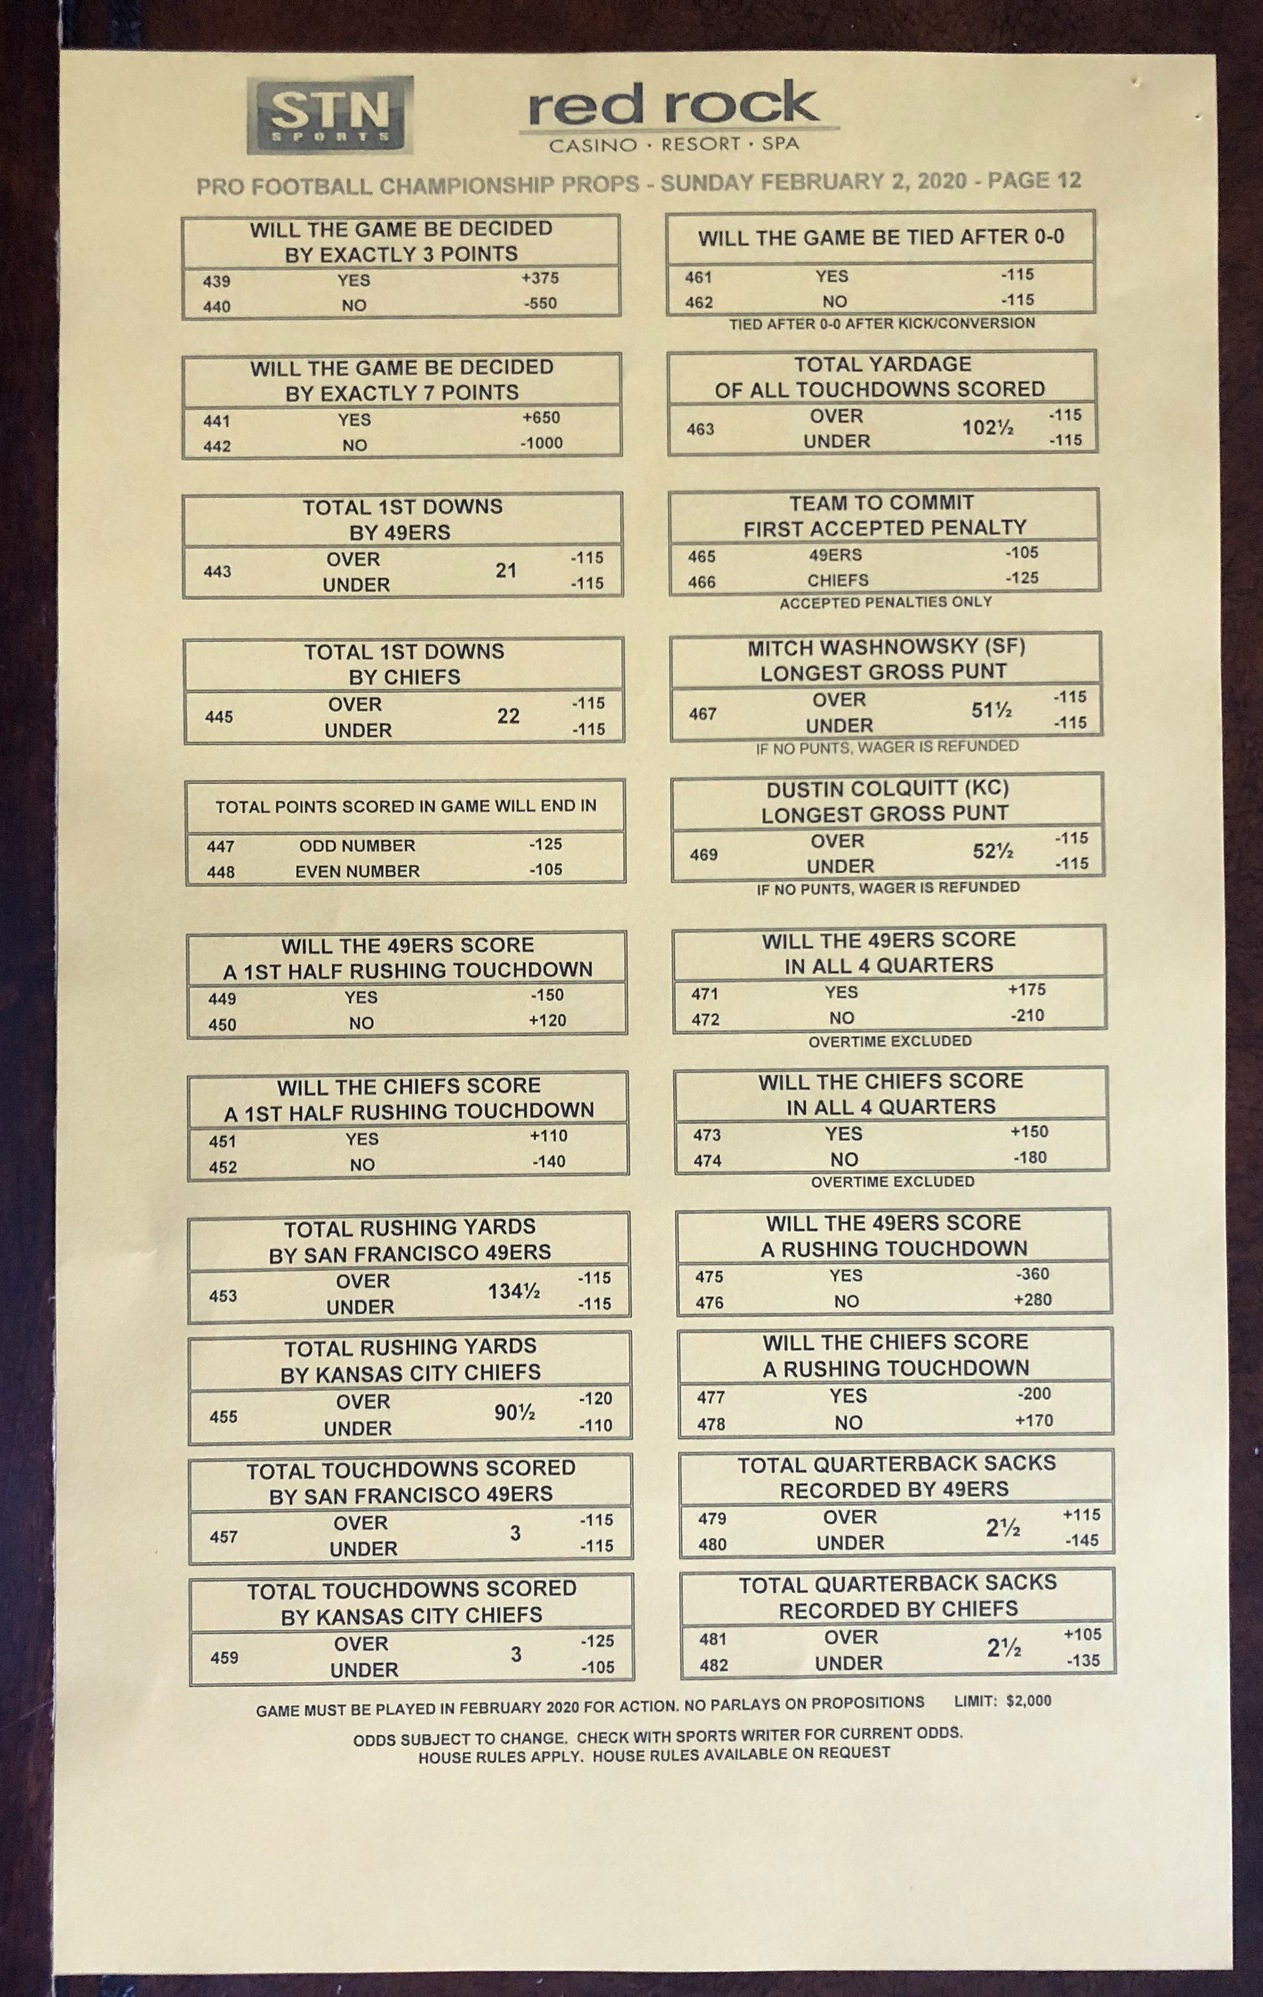 STN
SPORTS
red rock
CASINO · RESORT · SPA
PRO FOOTBALL CHAMPIONSHIP PROPS - SUNDAY FEBRUARY 2, 2020 - PAGE 12
WILL THE GAME BE DECIDED
BY EXACTLY 3 POINTS
439 YES +375
440 NO -550
WILL THE GAME BE DECIDED
BY EXACTLY 7 POINTS
441 YES +650
442 NO -1000
TOTAL 1ST DOWNS
BY 49ERS
OVER -115
443 21
UNDER -115
TOTAL 1ST DOWNS
BY CHIEFS
OVER -115
445 22
UNDER -115
TOTAL POINTS SCORED IN GAME WILL END IN
447 ODD NUMBER -125
448 EVEN NUMBER -105
WILL THE 49ERS SCORE
A 1ST HALF RUSHING TOUCHDOWN
449 YES -150
450 NO +120
WILL THE CHIEFS SCORE
A 1ST HALF RUSHING TOUCHDOWN
451 YES +110
452 NO -140
TOTAL RUSHING YARDS
BY SAN FRANCISCO 49ERS
OVER -115
453 134½
UNDER -115
TOTAL RUSHING YARDS
BY KANSAS CITY CHIEFS
OVER -120
455 90½
UNDER -110
TOTAL TOUCHDOWNS SCORED
BY SAN FRANCISCO 49ERS
OVER -115
457 3
UNDER -115
TOTAL TOUCHDOWNS SCORED
BY KANSAS CITY CHIEFS
OVER -125
459 3
UNDER -105
WILL THE GAME BE TIED AFTER 0-0
461 YES -115
462 NO -115
TIED AFTER 0-0 AFTER KICK/CONVERSION
TOTAL YARDAGE
OF ALL TOUCHDOWNS SCORED
OVER -115
463 102½
UNDER -115
TEAM TO COMMIT
FIRST ACCEPTED PENALTY
465 49ERS -105
466 CHIEFS -125
ACCEPTED PENALTIES ONLY
MITCH WASHNOWSKY (SF)
LONGEST GROSS PUNT
OVER -115
467 51½
UNDER -115
IF NO PUNTS, WAGER IS REFUNDED
DUSTIN COLQUITT (KC)
LONGEST GROSS PUNT
OVER -115
469 52½
UNDER -115
IF NO PUNTS, WAGER IS REFUNDED
WILL THE 49ERS SCORE
IN ALL 4 QUARTERS
471 YES +175
472 NO -210
OVERTIME EXCLUDED
WILL THE CHIEFS SCORE
IN ALL 4 QUARTERS
473 YES +150
474 NO -180
OVERTIME EXCLUDED
WILL THE 49ERS SCORE
A RUSHING TOUCHDOWN
475 YES -360
476 NO +280
WILL THE CHIEFS SCORE
A RUSHING TOUCHDOWN
477 YES -200
478 NO +170
TOTAL QUARTERBACK SACKS
RECORDED BY 49ERS
479 OVER 2½ +115
480 UNDER -145
TOTAL QUARTERBACK SACKS
RECORDED BY CHIEFS
481 OVER 2½ +105
482 UNDER -135
GAME MUST BE PLAYED IN FEBRUARY 2020 FOR ACTION. NO PARLAYS ON PROPOSITIONS LIMIT: $2,000
ODDS SUBJECT TO CHANGE. CHECK WITH SPORTS WRITER FOR CURRENT ODDS.
HOUSE RULES APPLY. HOUSE RULES AVAILABLE ON REQUEST